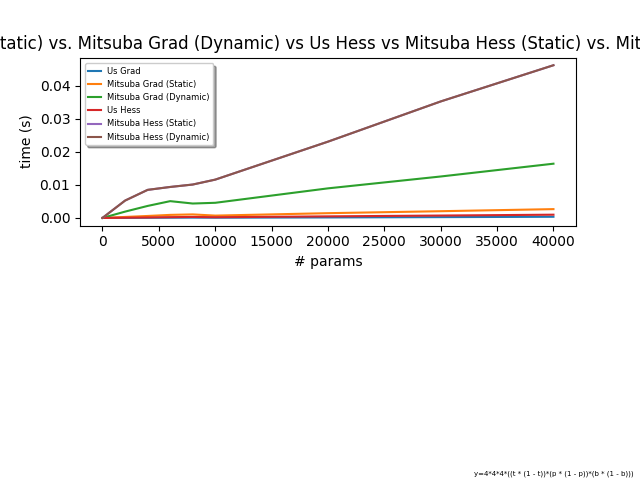 tatic) vs. Mitsuba Grad (Dynamic) vs Us Hess vs Mitsuba Hess (Static) vs. Mit
Us Grad
Mitsuba Grad (Static)
Mitsuba Grad (Dynamic)
Us Hess
Mitsuba Hess (Static)
Mitsuba Hess (Dynamic)
time (s)
0.04
0.03
0.02
0.01
0.00
0 5000 10000 15000 20000 25000 30000 35000 40000
# params
y=4*4*4*((t * (1 - t))*(p * (1 - p))*(b * (1 - b)))